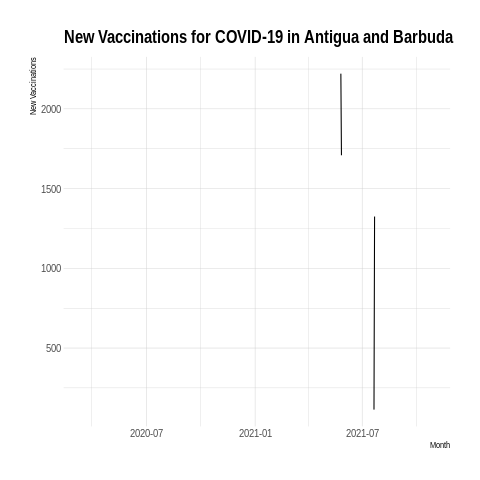 New Vaccinations for COVID-19 in Antigua and Barbuda
New Vaccinations
2000
1500
1000
500
2020-07
2021-01
2021-07
Month